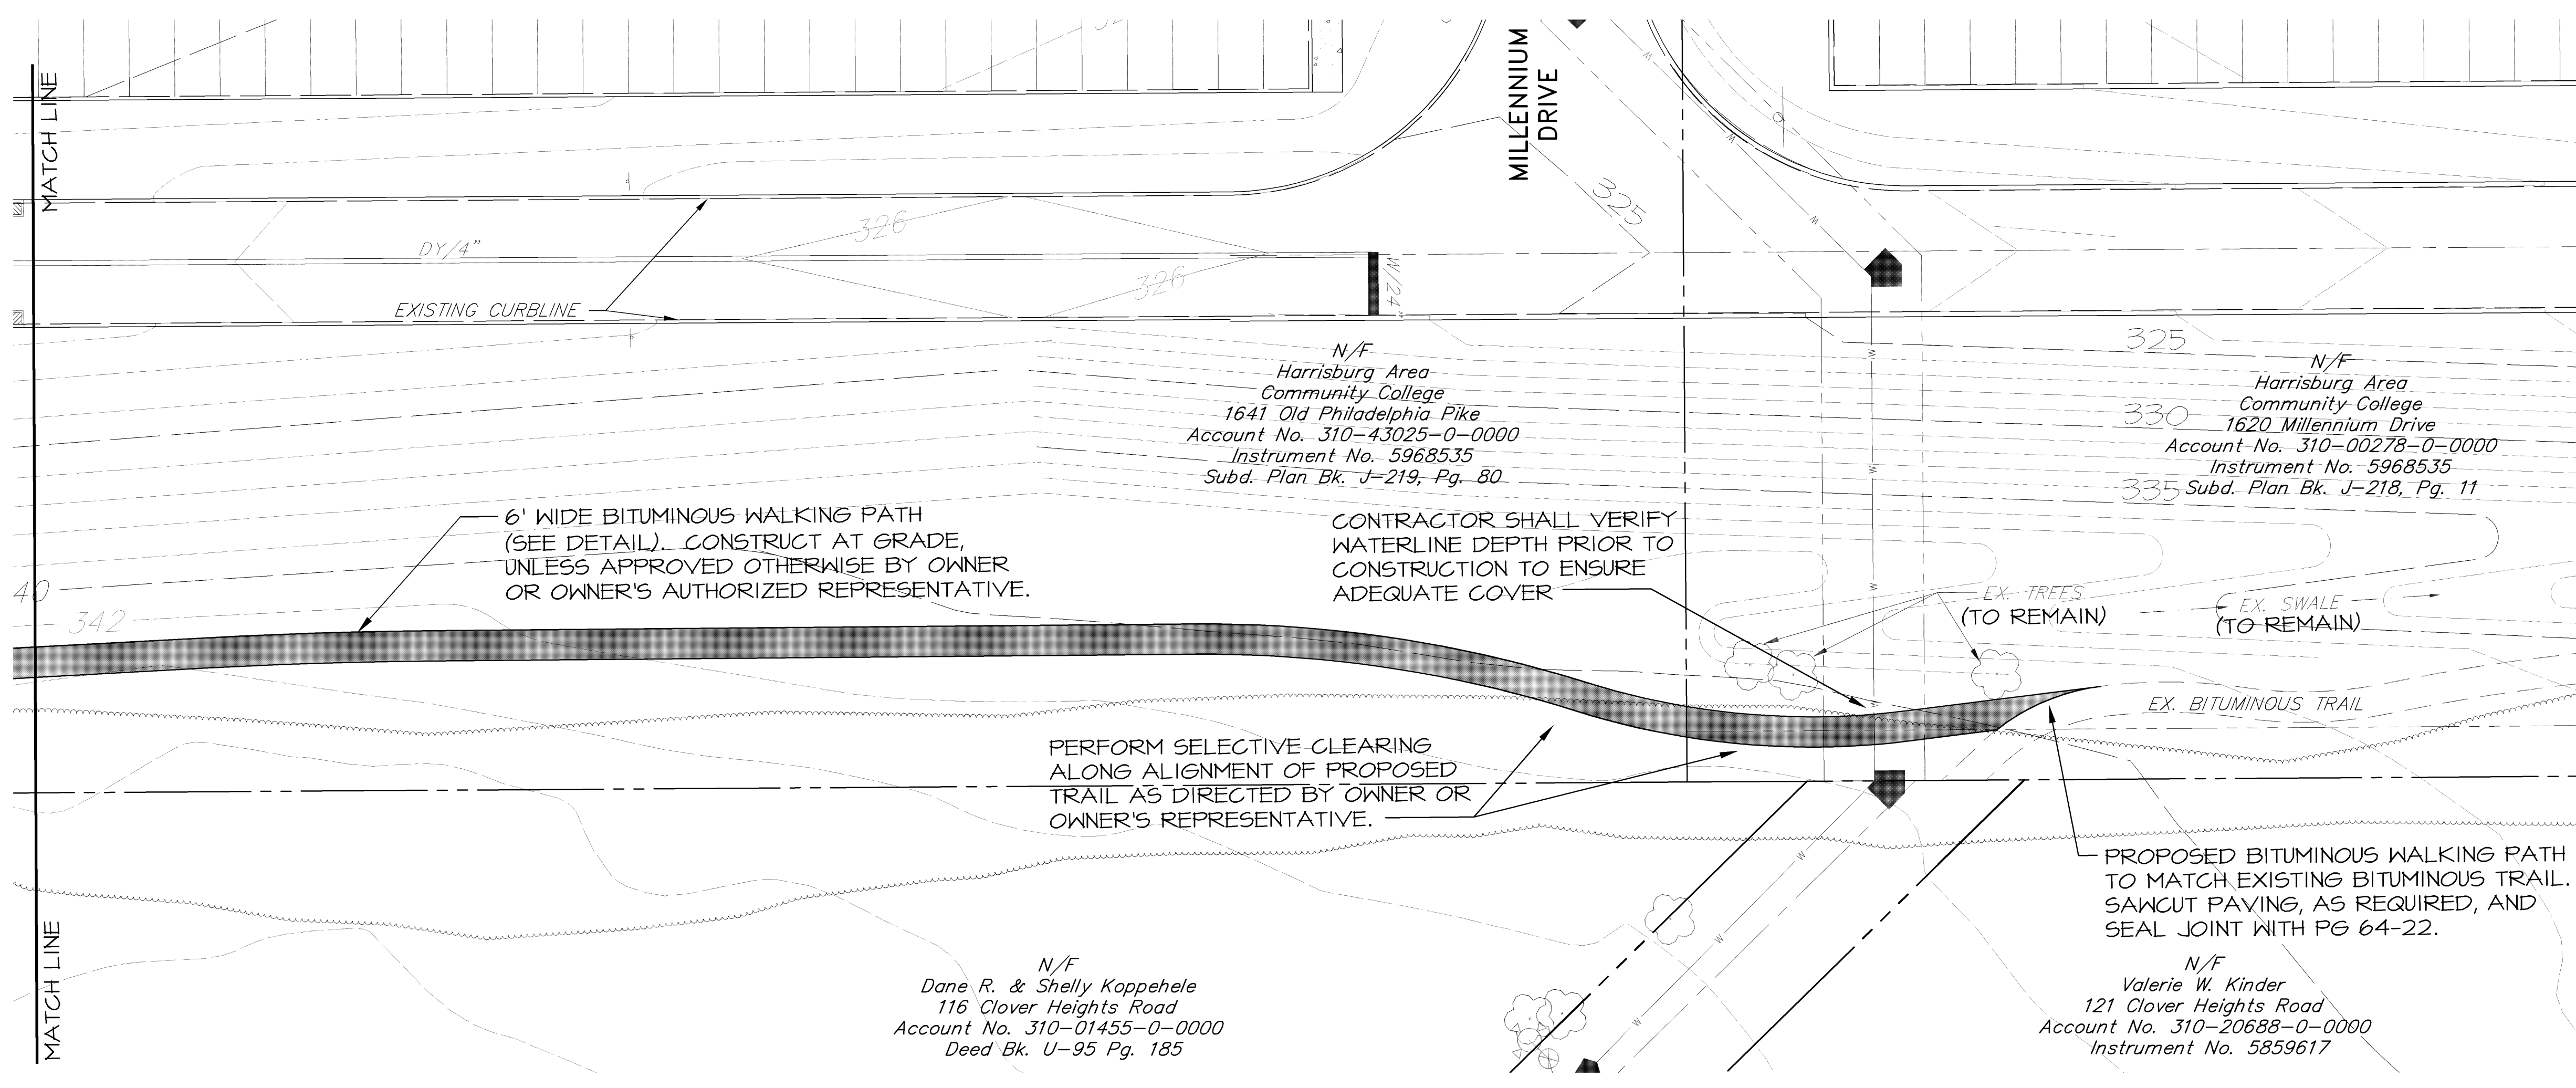 MATCH LINE
MILLENNIUM
DRIVE
325
326
DY/4"
326
W/24"
EXISTING CURBLINE
N/F
Harrisburg Area
Community College
1641 Old Philadelphia Pike
Account No. 310-43025-0-0000
Instrument No. 5968535
Subd. Plan Bk. J-219, Pg. 80
325
330
335
N/F
Harrisburg Area
Community College
1620 Millennium Drive
Account No. 310-00278-0-0000
Instrument No. 5968535
Subd. Plan Bk. J-218, Pg. 11
6' WIDE BITUMINOUS WALKING PATH
(SEE DETAIL). CONSTRUCT AT GRADE,
UNLESS APPROVED OTHERWISE BY OWNER
OR OWNER'S AUTHORIZED REPRESENTATIVE.
CONTRACTOR SHALL VERIFY
WATERLINE DEPTH PRIOR TO
CONSTRUCTION TO ENSURE
ADEQUATE COVER
40
342
EX. TREES
(TO REMAIN)
EX. SWALE
(TO REMAIN)
EX. BITUMINOUS TRAIL
W
W
W
W
W
W
W
W
W
W
W
PERFORM SELECTIVE CLEARING
ALONG ALIGNMENT OF PROPOSED
TRAIL AS DIRECTED BY OWNER OR
OWNER'S REPRESENTATIVE.
PROPOSED BITUMINOUS WALKING PATH
TO MATCH EXISTING BITUMINOUS TRAIL.
SAWCUT PAVING, AS REQUIRED, AND
SEAL JOINT WITH PG 64-22.
MATCH LINE
N/F
Dane R. & Shelly Koppehele
116 Clover Heights Road
Account No. 310-01455-0-0000
Deed Bk. U-95 Pg. 185
N/F
Valerie W. Kinder
121 Clover Heights Road
Account No. 310-20688-0-0000
Instrument No. 5859617